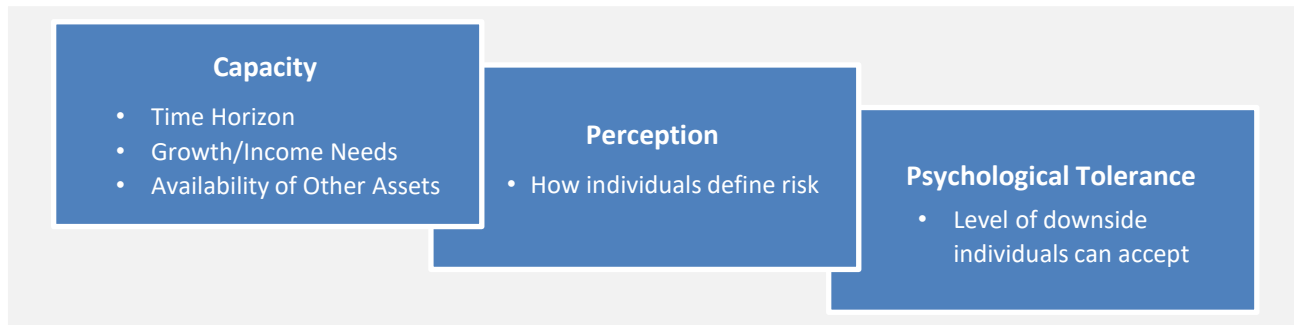 Capacity
• Time Horizon
• Growth/Income Needs
• Availability of Other Assets
Perception
• How individuals define risk
Psychological Tolerance
• Level of downside
individuals can accept